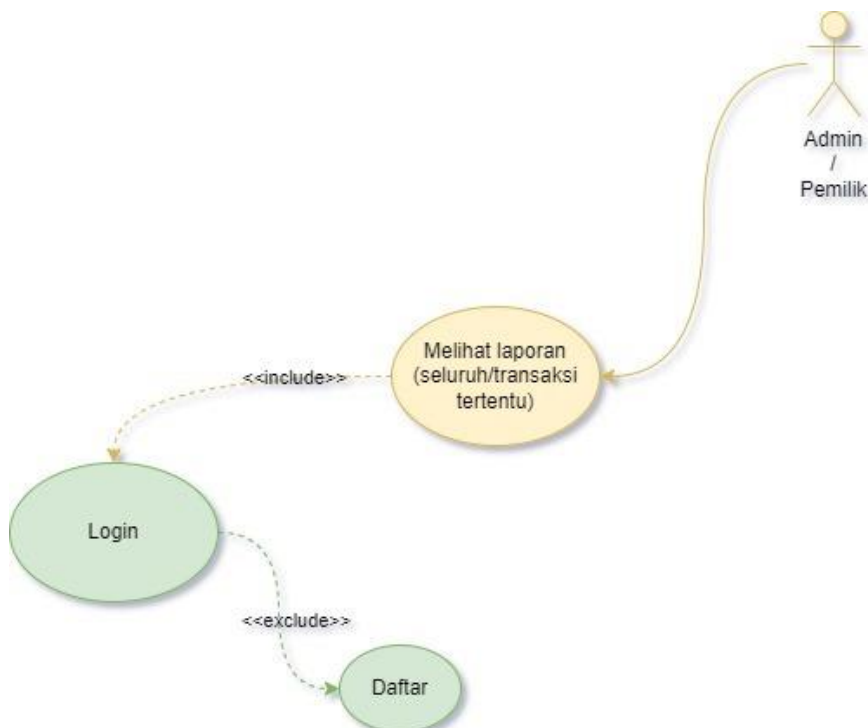 Admin
/
Pemilik
Melihat laporan
(seluruh/transaksi
tertentu)
<<include>>
Login
<<exclude>>
Daftar